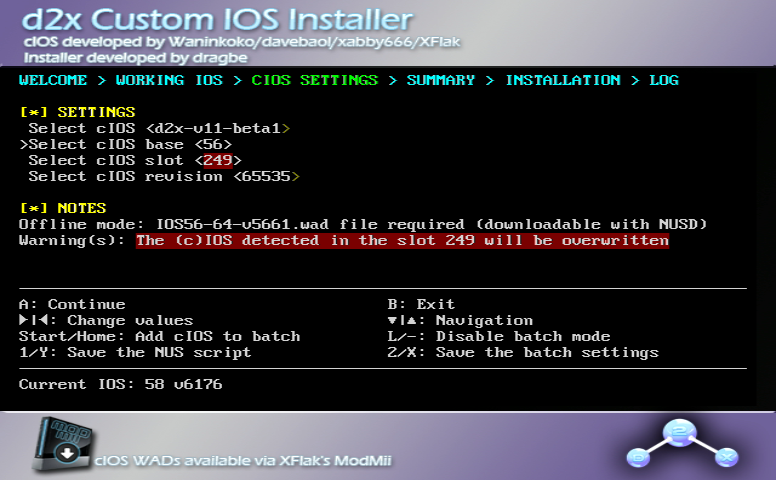 d2x Custom IOS Installer
cIOS developed by Waninkoko/davebaol/xabby666/XFlak
Installer developed by dragbe
WELCOME > WORKING IOS > CIOS SETTINGS > SUMMARY > INSTALLATION > LOG
[*] SETTINGS
Select cIOS <d2x-v11-beta1>
>Select cIOS base <56>
Select cIOS slot <249>
Select cIOS revision <65535>
[*] NOTES
Offline mode: IOS56-64-v5661.wad file required (downloadable with NUSD)
Warning(s): The (c)IOS detected in the slot 249 will be overwritten
A: Continue B: Exit
►|◄: Change values ▼|▲: Navigation
Start/Home: Add cIOS to batch L/-: Disable batch mode
1/Y: Save the NUS script 2/X: Save the batch settings
Current IOS: 58 v6176
MOD
MII
cIOS WADs available via XFlak's ModMii
D 2 X